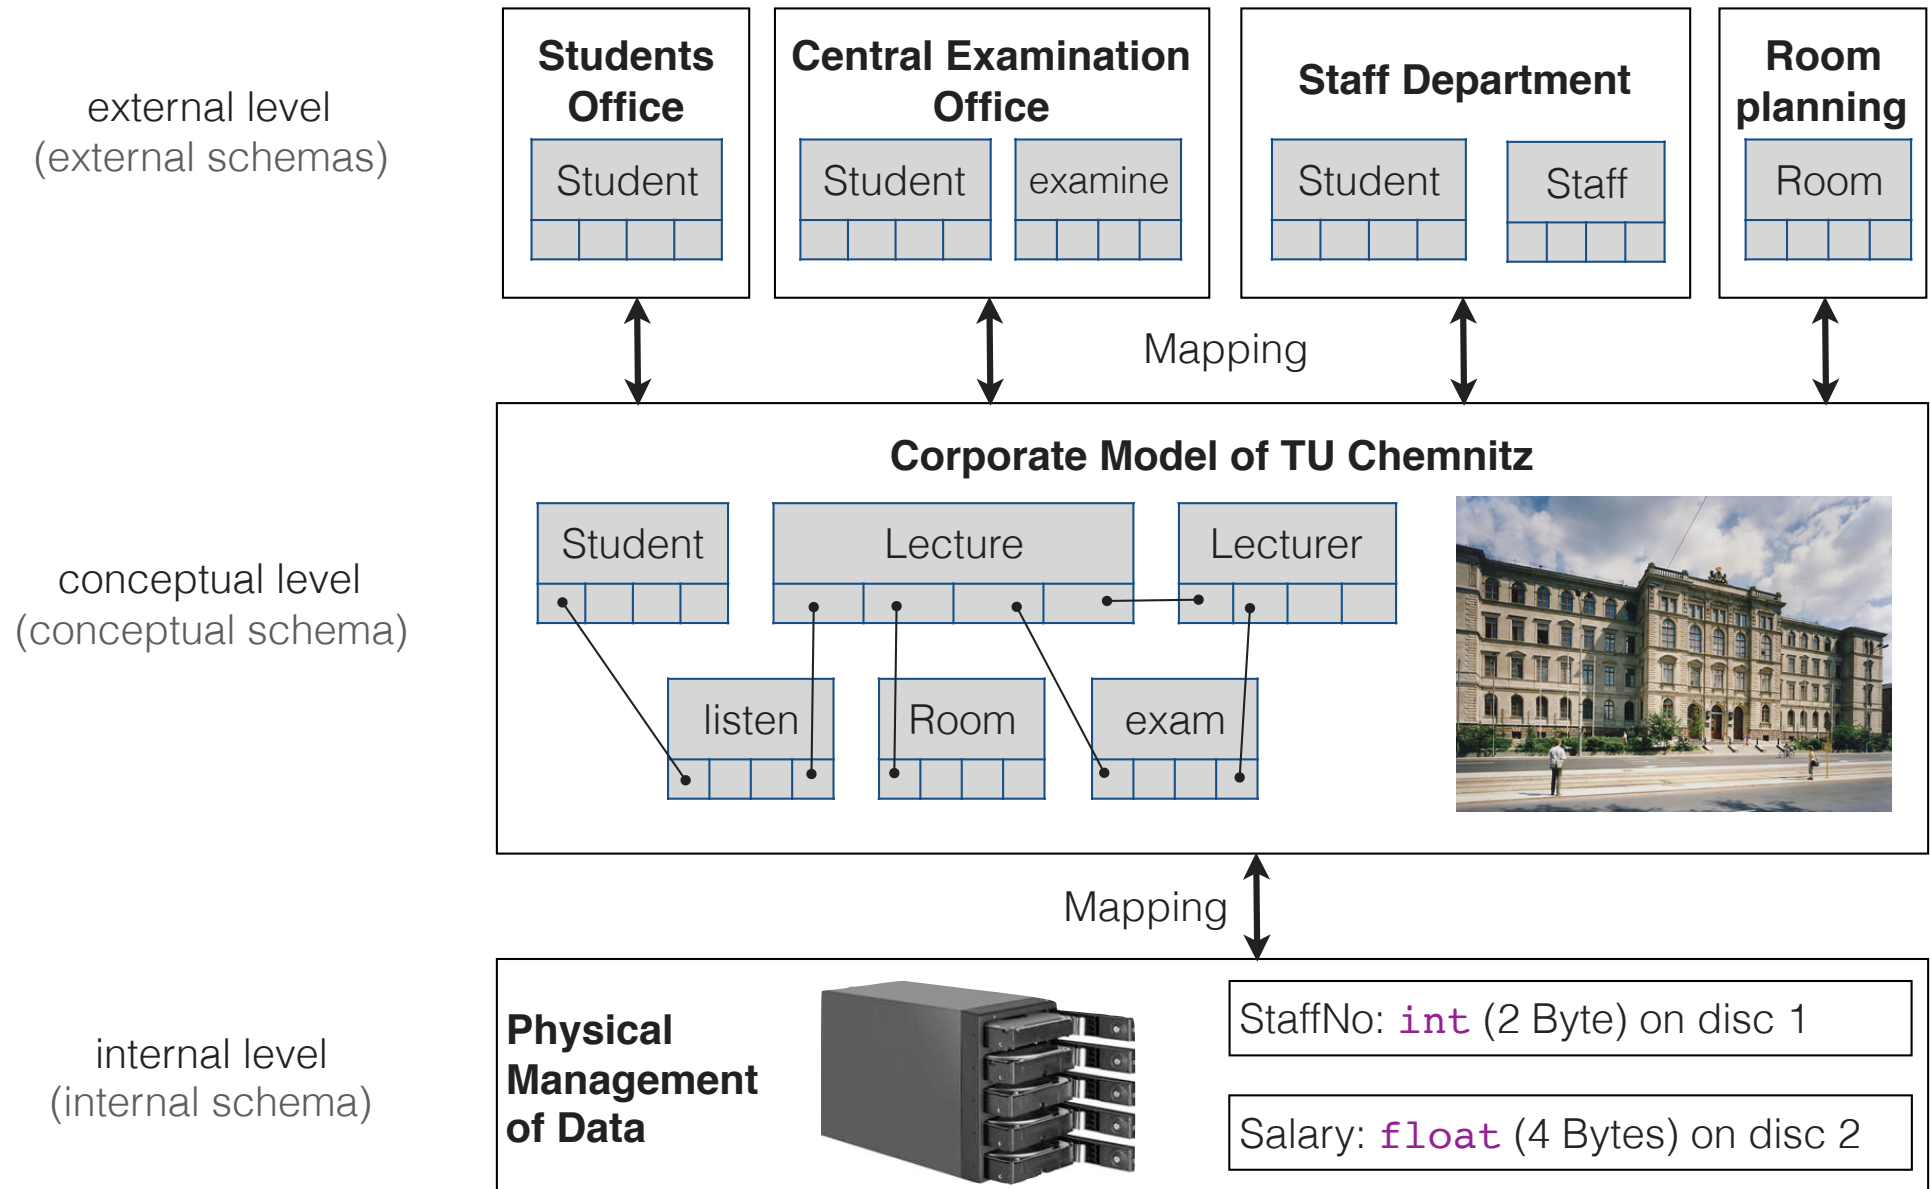 external level
(external schemas)
Students
Office
Student
Central Examination
Office
Student
examine
Staff Department
Student
Staff
Room
planning
Room
Mapping
conceptual level
(conceptual schema)
Corporate Model of TU Chemnitz
Student
Lecture
Lecturer
listen
Room
exam
Mapping
internal level
(internal schema)
Physical
Management
of Data
StaffNo: int (2 Byte) on disc 1
Salary: float (4 Bytes) on disc 2